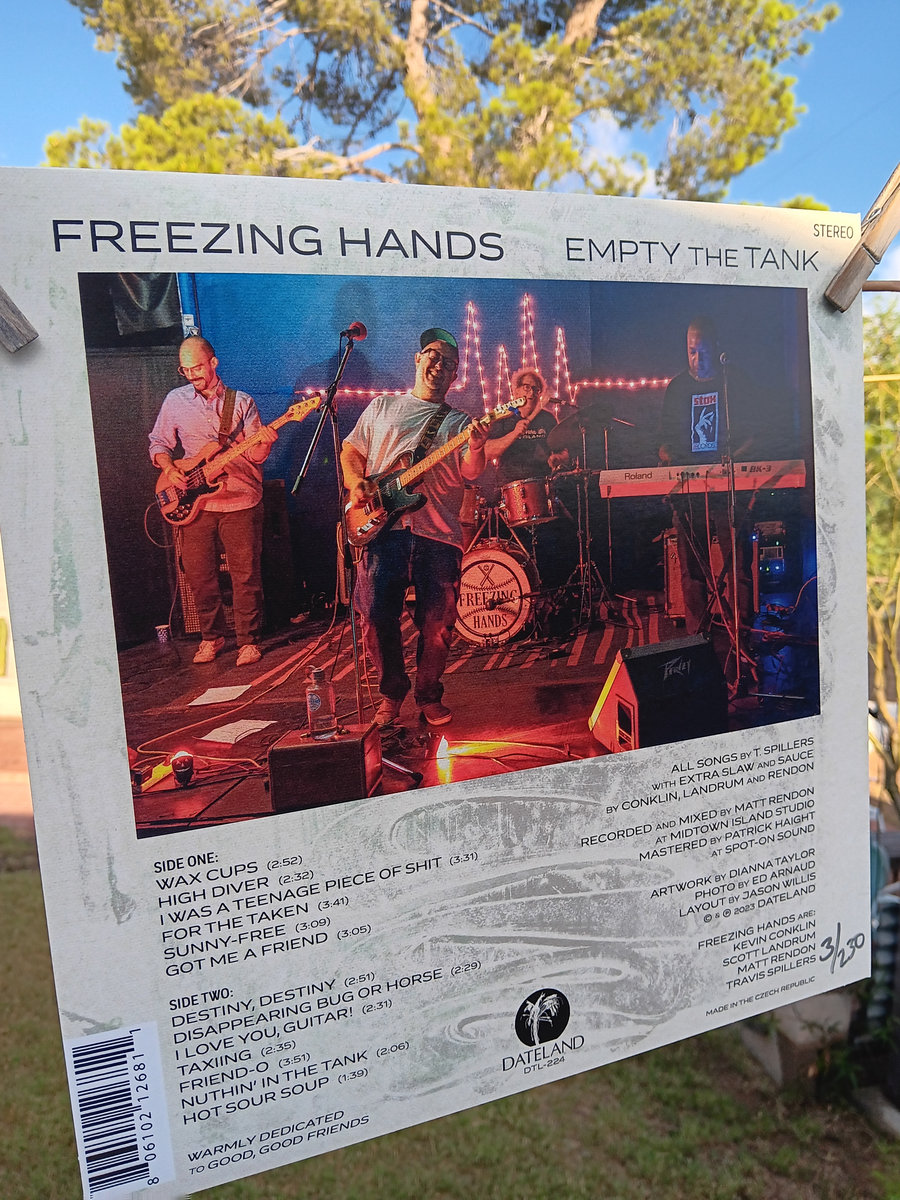 STEREO
FREEZING HANDS
EMPTY THE TANK
stax
Roland
RK-3
FREEZING
HANDS
PEAVEY
ALL SONGS BY T. SPILLERS
WITH EXTRA SLAW AND SAUCE
BY CONKLIN, LANDRUM AND RENDON
RECORDED AND MIXED BY MATT RENDON
AT MIDTOWN ISLAND STUDIO
MASTERED BY PATRICK HAIGHT
AT SPOT-ON SOUND
ARTWORK BY DIANNA TAYLOR
PHOTO BY ED ARNAUD
LAYOUT BY JASON WILLIS
© & ℗ 2023 DATELAND
FREEZING HANDS ARE:
KEVIN CONKLIN
SCOTT LANDRUM
MATT RENDON
TRAVIS SPILLERS
3/230
MADE IN THE CZECH REPUBLIC
SIDE ONE:
WAX CUPS (2:52)
HIGH DIVER (2:32)
I WAS A TEENAGE PIECE OF SHIT (3:31)
FOR THE TAKEN (3:41)
SUNNY-FREE (3:09)
GOT ME A FRIEND (3:05)
SIDE TWO:
DESTINY, DESTINY (2:51)
DISAPPEARING BUG OR HORSE (2:29)
I LOVE YOU, GUITAR! (2:31)
TAXIING (2:35)
FRIEND-O (3:51)
NUTHIN' IN THE TANK (2:06)
HOT SOUR SOUP (1:39)
WARMLY DEDICATED
TO GOOD, GOOD FRIENDS
DATELAND
DTL-224
8 06102 12681 1